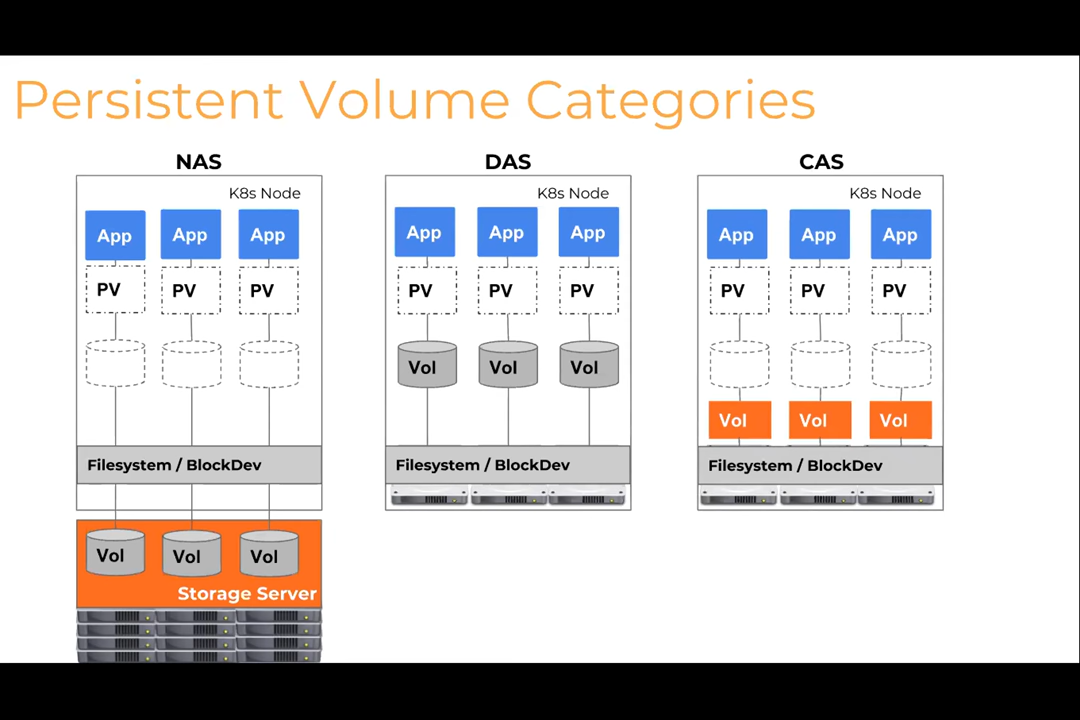 Persistent Volume Categories
NAS
K8s Node
App App App
PV PV PV
Filesystem / BlockDev
Vol Vol Vol
Storage Server
DAS
K8s Node
App App App
PV PV PV
Vol Vol Vol
Filesystem / BlockDev
CAS
K8s Node
App App App
PV PV PV
Vol Vol Vol
Filesystem / BlockDev